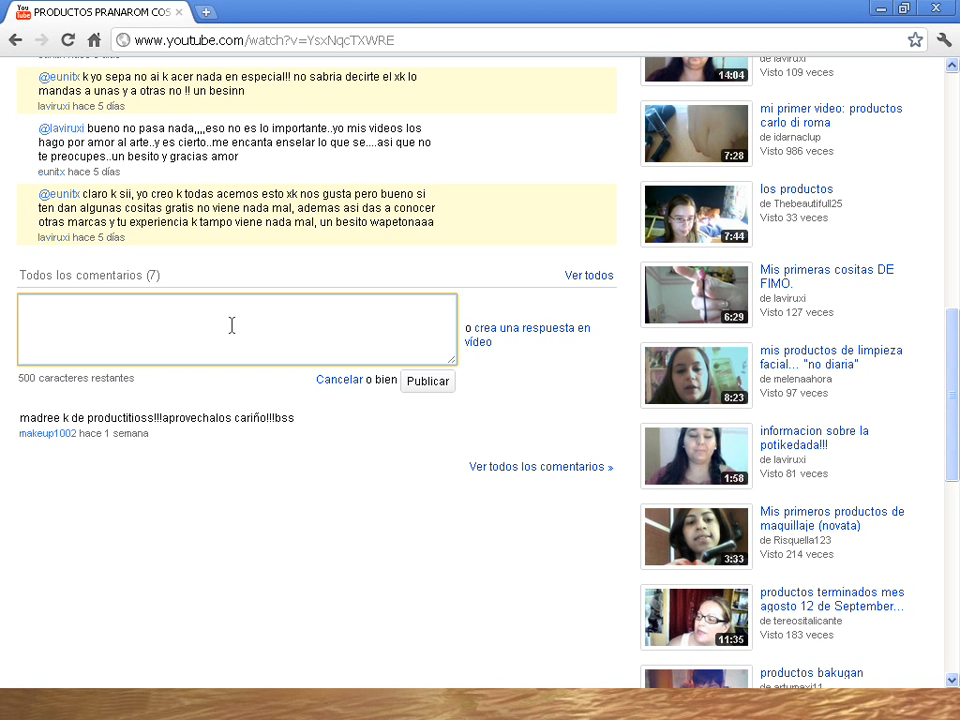 You Tube PRODUCTOS PRANAROM COS
www.youtube.com/watch?v=YsxNqcTXWRE
@eunitx k yo sepa no ai k acer nada en especial!! no sabria decirte el xk lo
mandas a unas y a otras no !! un besinn
laviruxi hace 5 días
@laviruxi bueno no pasa nada,,,,eso no es lo importante..yo mis videos los
hago por amor al arte..y es cierto..me encanta enselar lo que se....asi que no
te preocupes..un besito y gracias amor
eunitx hace 5 días
@eunitx claro k sii, yo creo k todas acemos esto xk nos gusta pero bueno si
ten dan algunas cositas gratis no viene nada mal, ademas asi das a conocer
otras marcas y tu experiencia k tampo viene nada mal, un besito wapetonaaa
laviruxi hace 5 días
Todos los comentarios (7)
Ver todos
o crea una respuesta en
vídeo
500 caracteres restantes
Cancelar o bien Publicar
madree k de productitioss!!!aprovechalos cariño!!!bss
makeup1002 hace 1 semana
Ver todos los comentarios »
14:04
de laviruxi
Visto 109 veces
7:28
mi primer video: productos
carlo di roma
de idarnaclup
Visto 986 veces
7:44
los productos
de Thebeautifull25
Visto 33 veces
6:29
Mis primeras cositas DE
FIMO.
de laviruxi
Visto 127 veces
8:23
mis productos de limpieza
facial... "no diaria"
de melenaahora
Visto 97 veces
1:58
informacion sobre la
potikedada!!!
de laviruxi
Visto 81 veces
3:33
Mis primeros productos de
maquillaje (novata)
de Risquella123
Visto 214 veces
11:35
productos terminados mes
agosto 12 de September...
de tereositalicante
Visto 183 veces
productos bakugan